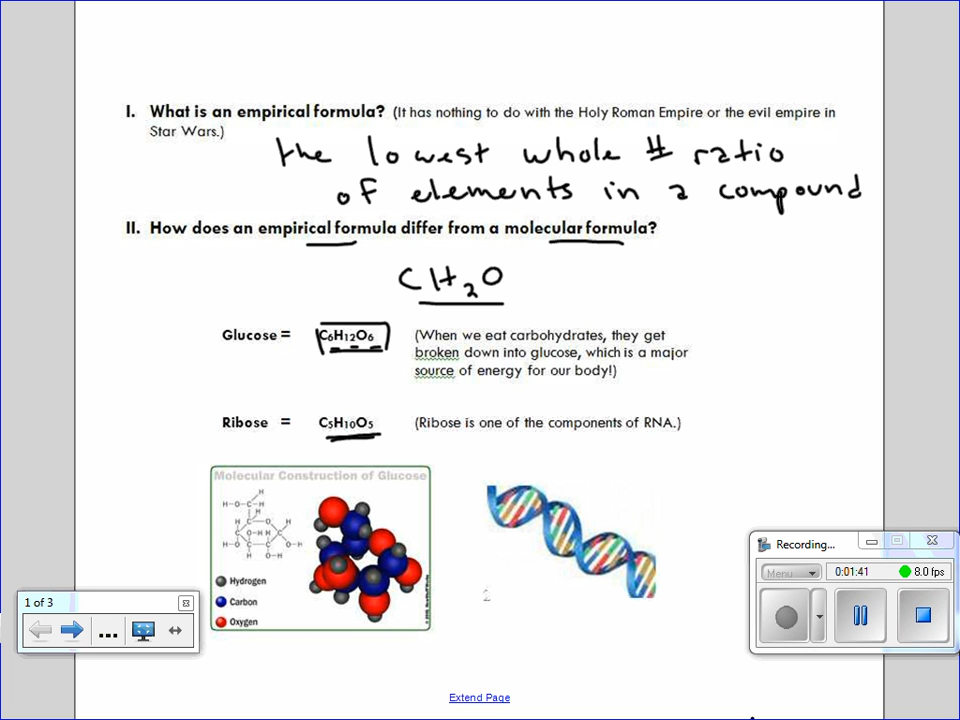 I. What is an empirical formula? (It has nothing to do with the Holy Roman Empire or the evil empire in
Star Wars.)
the lowest whole # ratio
of elements in a compound
II. How does an empirical formula differ from a molecular formula?
CH₂O
Glucose = C₆H₁₂O₆ (When we eat carbohydrates, they get
broken down into glucose, which is a major
source of energy for our body!)
Ribose = C₅H₁₀O₅ (Ribose is one of the components of RNA.)
Molecular Construction of Glucose
Hydrogen
Carbon
Oxygen
2
Recording...
Menu 0:01:41 8.0 fps
1 of 3
...
Extend Page